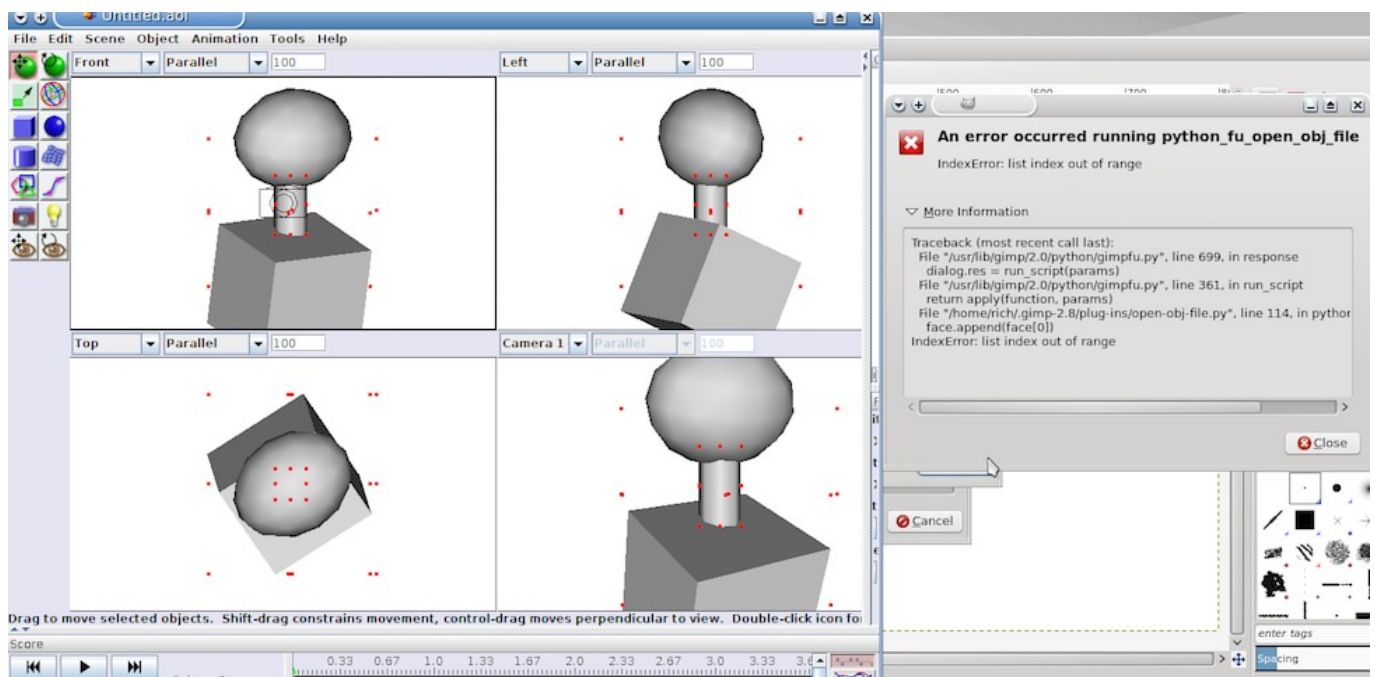 Untitled.aoi
File Edit Scene Object Animation Tools Help
Front Parallel 100 Left Parallel 100
Top Parallel 100 Camera 1 Parallel 100
Drag to move selected objects. Shift-drag constrains movement, control-drag moves perpendicular to view. Double-click icon for
Score
0.33 0.67 1.0 1.33 1.67 2.0 2.33 2.67 3.0 3.33
500 600 700
An error occurred running python_fu_open_obj_file
IndexError: list index out of range
More Information
Traceback (most recent call last):
File "/usr/lib/gimp/2.0/python/gimpfu.py", line 699, in response
dialog.res = run_script(params)
File "/usr/lib/gimp/2.0/python/gimpfu.py", line 361, in run_script
return apply(function, params)
File "/home/rich/.gimp-2.8/plug-ins/open-obj-file.py", line 114, in python
face.append(face[0])
IndexError: list index out of range
Close
Cancel
enter tags
Spacing